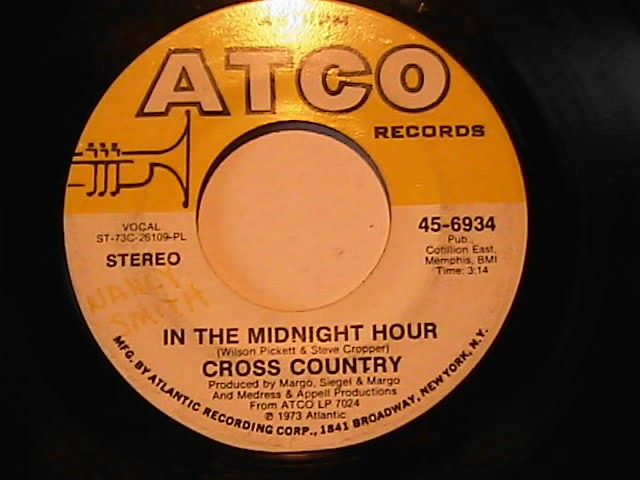 ATCO
RECORDS
VOCAL
ST-73C-26109-PL
STEREO
45-6934
Pub.,
Cotillion East,
Memphis, BMI
Time: 3:14
NANCY
SMITH
IN THE MIDNIGHT HOUR
(Wilson Pickett & Steve Cropper)
CROSS COUNTRY
Produced by Margo, Siegel & Margo
And Medress & Appell Productions
From ATCO LP 7024
℗ 1973 Atlantic
MFG. BY ATLANTIC RECORDING CORP., 1841 BROADWAY, NEW YORK, N.Y.